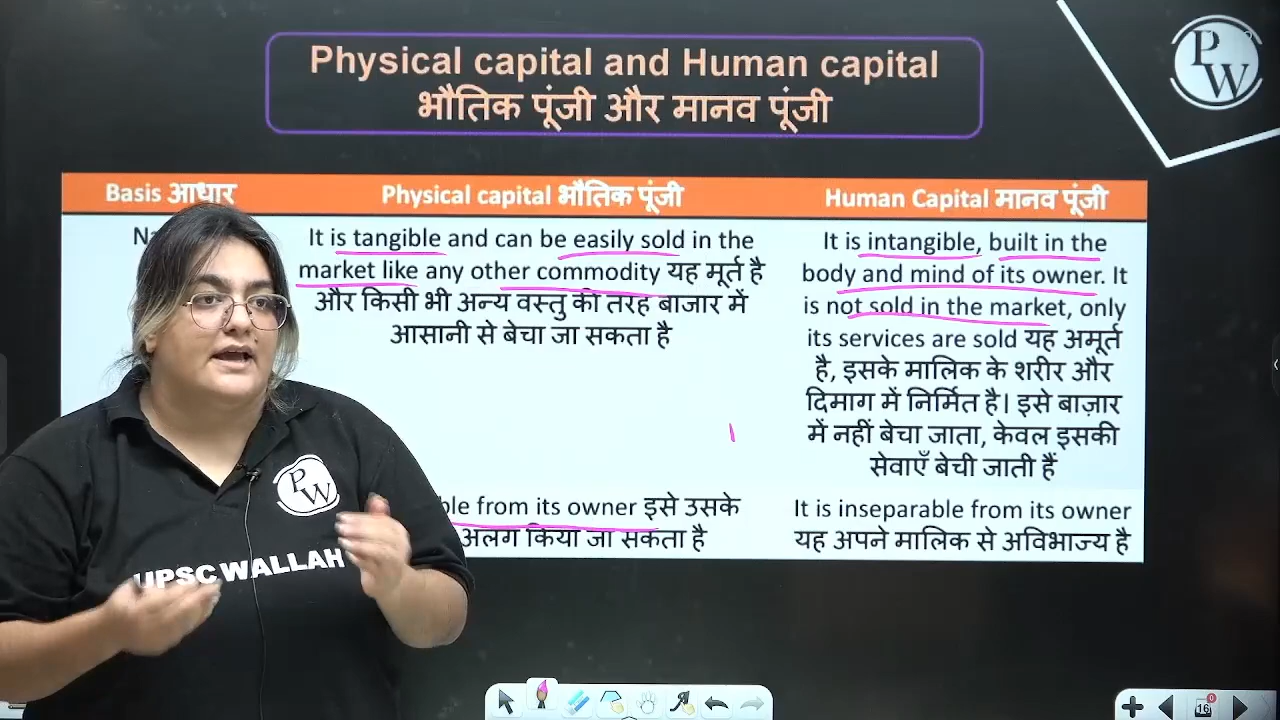 Physical capital and Human capital
भौतिक पूंजी और मानव पूंजी
PW
Basis आधार
Physical capital भौतिक पूंजी
Human Capital मानव पूंजी
It is tangible and can be easily sold in the
market like any other commodity यह मूर्त है
और किसी भी अन्य वस्तु की तरह बाजार में
आसानी से बेचा जा सकता है
It is intangible, built in the
body and mind of its owner. It
is not sold in the market, only
its services are sold यह अमूर्त
है, इसके मालिक के शरीर और
दिमाग में निर्मित है। इसे बाज़ार
में नहीं बेचा जाता, केवल इसकी
सेवाएँ बेची जाती हैं
from its owner इसे उसके
अलग किया जा सकता है
It is inseparable from its owner
यह अपने मालिक से अविभाज्य है
PW
UPSC WALLAH
16